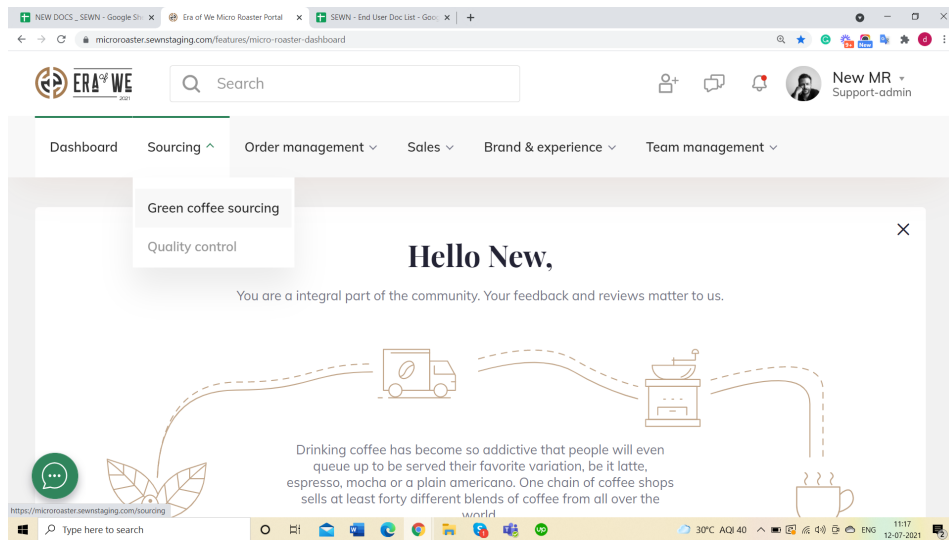 NEW DOCS _ SEWN - Google She
Era of We Micro Roaster Portal
SEWN - End User Doc List - Goog
microroaster.sewnstaging.com/features/micro-roaster-dashboard
ERA OF WE
2021
Search
New MR
Support-admin
Dashboard
Sourcing
Order management
Sales
Brand & experience
Team management
Green coffee sourcing
Quality control
Hello New,
You are a integral part of the community. Your feedback and reviews matter to us.
Drinking coffee has become so addictive that people will even
queue up to be served their favorite variation, be it latte,
espresso, mocha or a plain americano. One chain of coffee shops
sells at least forty different blends of coffee from all over the
world
https://microroaster.sewnstaging.com/sourcing
Type here to search
30°C AQI 40
ENG
11:17
12-07-2021